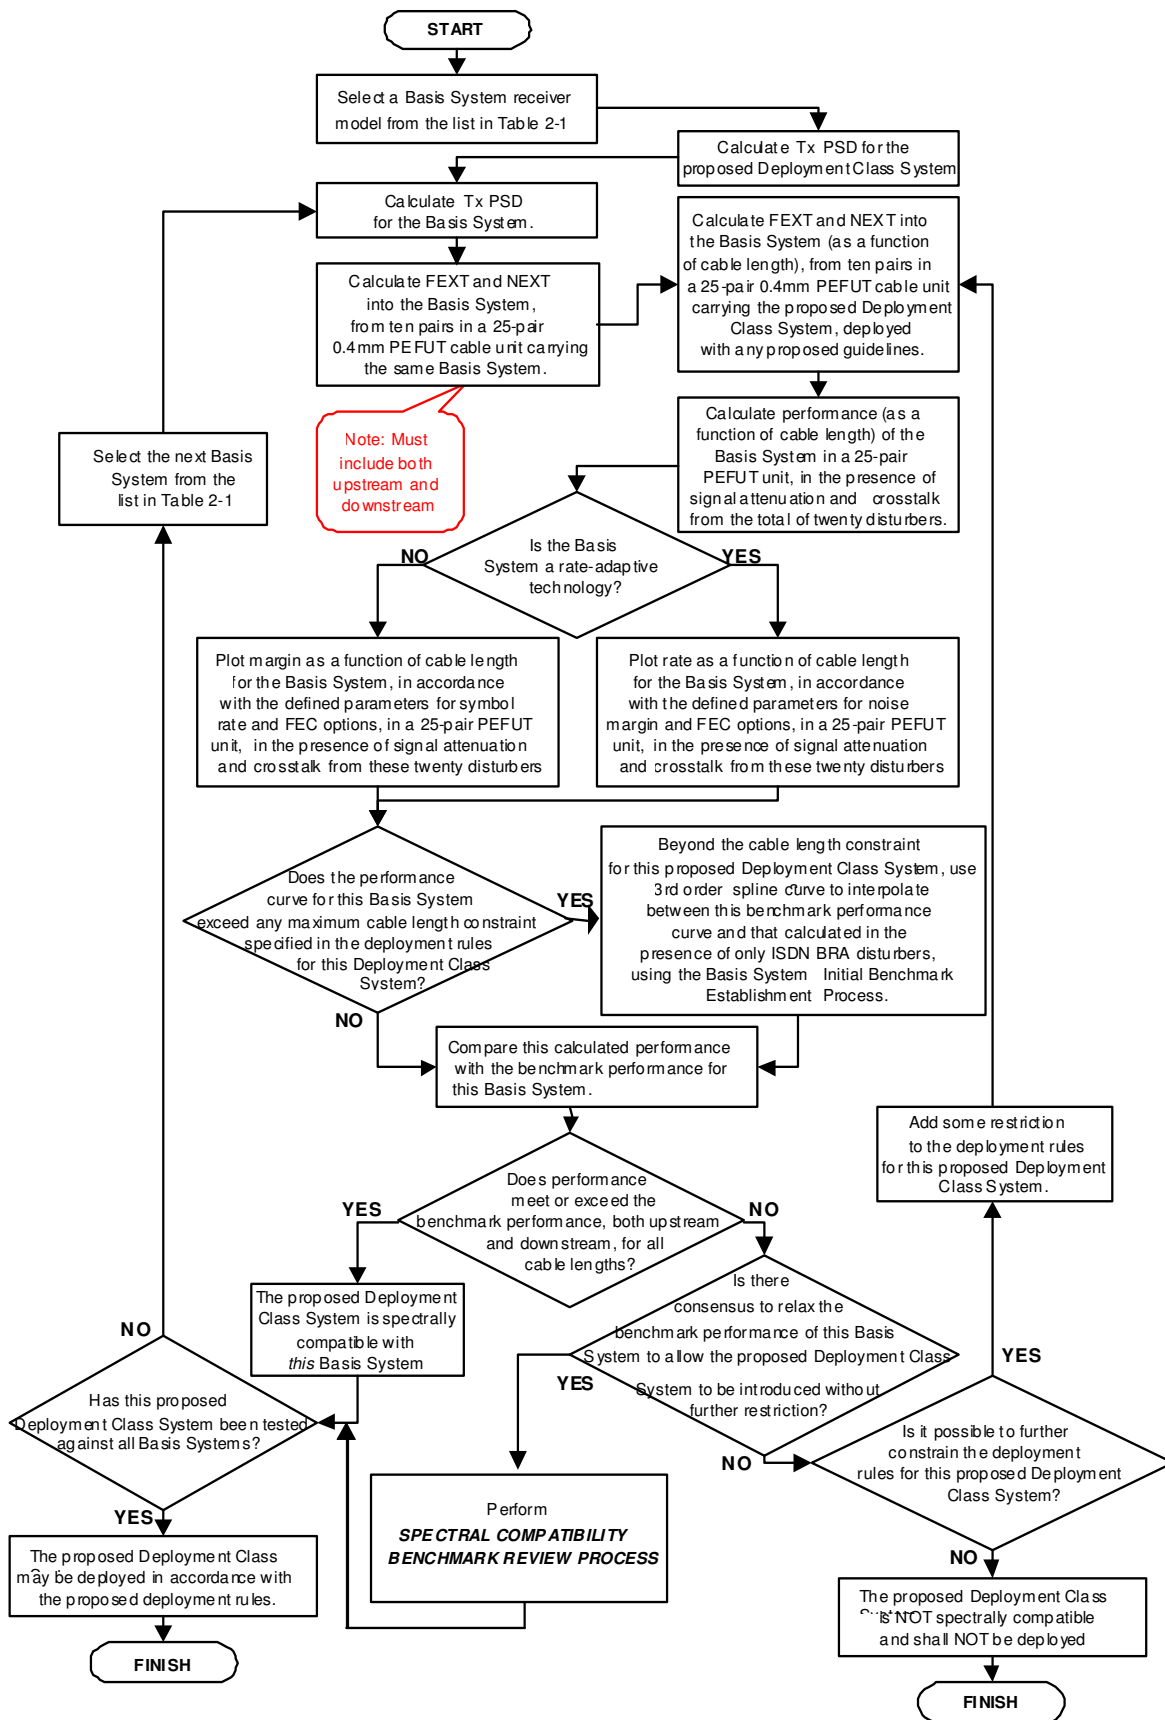 START
Select a Basis System receiver
model from the list in Table 2-1
Calculate Tx PSD for the
proposed Deployment Class System
Calculate Tx PSD
for the Basis System.
Calculate FEXT and NEXT into
the Basis System (as a function
of cable length), from ten pairs in
a 25-pair 0.4mm PEFUT cable unit
carrying the proposed Deployment
Class System, deployed
with any proposed guidelines.
Calculate FEXT and NEXT
into the Basis System,
from ten pairs in a 25-pair
0.4mm PEFUT cable unit carrying
the same Basis System.
Note: Must
include both
upstream and
downstream
Calculate performance (as a
function of cable length) of the
Basis System in a 25-pair
PEFUT unit, in the presence of
signal attenuation and crosstalk
from the total of twenty disturbers.
Select the next Basis
System from the
list in Table 2-1
Is the Basis
System a rate-adaptive
technology?
NO
YES
Plot margin as a function of cable length
for the Basis System, in accordance
with the defined parameters for symbol
rate and FEC options, in a 25-pair PEFUT
unit, in the presence of signal attenuation
and crosstalk from these twenty disturbers
Plot rate as a function of cable length
for the Basis System, in accordance
with the defined parameters for noise
margin and FEC options, in a 25-pair PEFUT
unit, in the presence of signal attenuation
and crosstalk from these twenty disturbers
Does the performance
curve for this Basis System
exceed any maximum cable length constraint
specified in the deployment rules
for this Deployment Class
System?
YES
NO
Beyond the cable length constraint
for this proposed Deployment Class System, use
3rd order spline curve to interpolate
between this benchmark performance
curve and that calculated in the
presence of only ISDN BRA disturbers,
using the Basis System Initial Benchmark
Establishment Process.
Compare this calculated performance
with the benchmark performance for
this Basis System.
Add some restriction
to the deployment rules
for this proposed Deployment
Class System.
Does performance
meet or exceed the
benchmark performance, both upstream
and downstream, for all
cable lengths?
YES
NO
The proposed Deployment
Class System is spectrally
compatible with
this Basis System
Is there
consensus to relax the
benchmark performance of this Basis
System to allow the proposed Deployment Class
System to be introduced without
further restriction?
YES
NO
Has this proposed
Deployment Class System been tested
against all Basis Systems?
NO
YES
Is it possible to further
constrain the deployment
rules for this proposed Deployment
Class System?
YES
NO
Perform
SPECTRAL COMPATIBILITY
BENCHMARK REVIEW PROCESS
The proposed Deployment Class
may be deployed in accordance with
the proposed deployment rules.
FINISH
The proposed Deployment Class
is NOT spectrally compatible
and shall NOT be deployed
FINISH